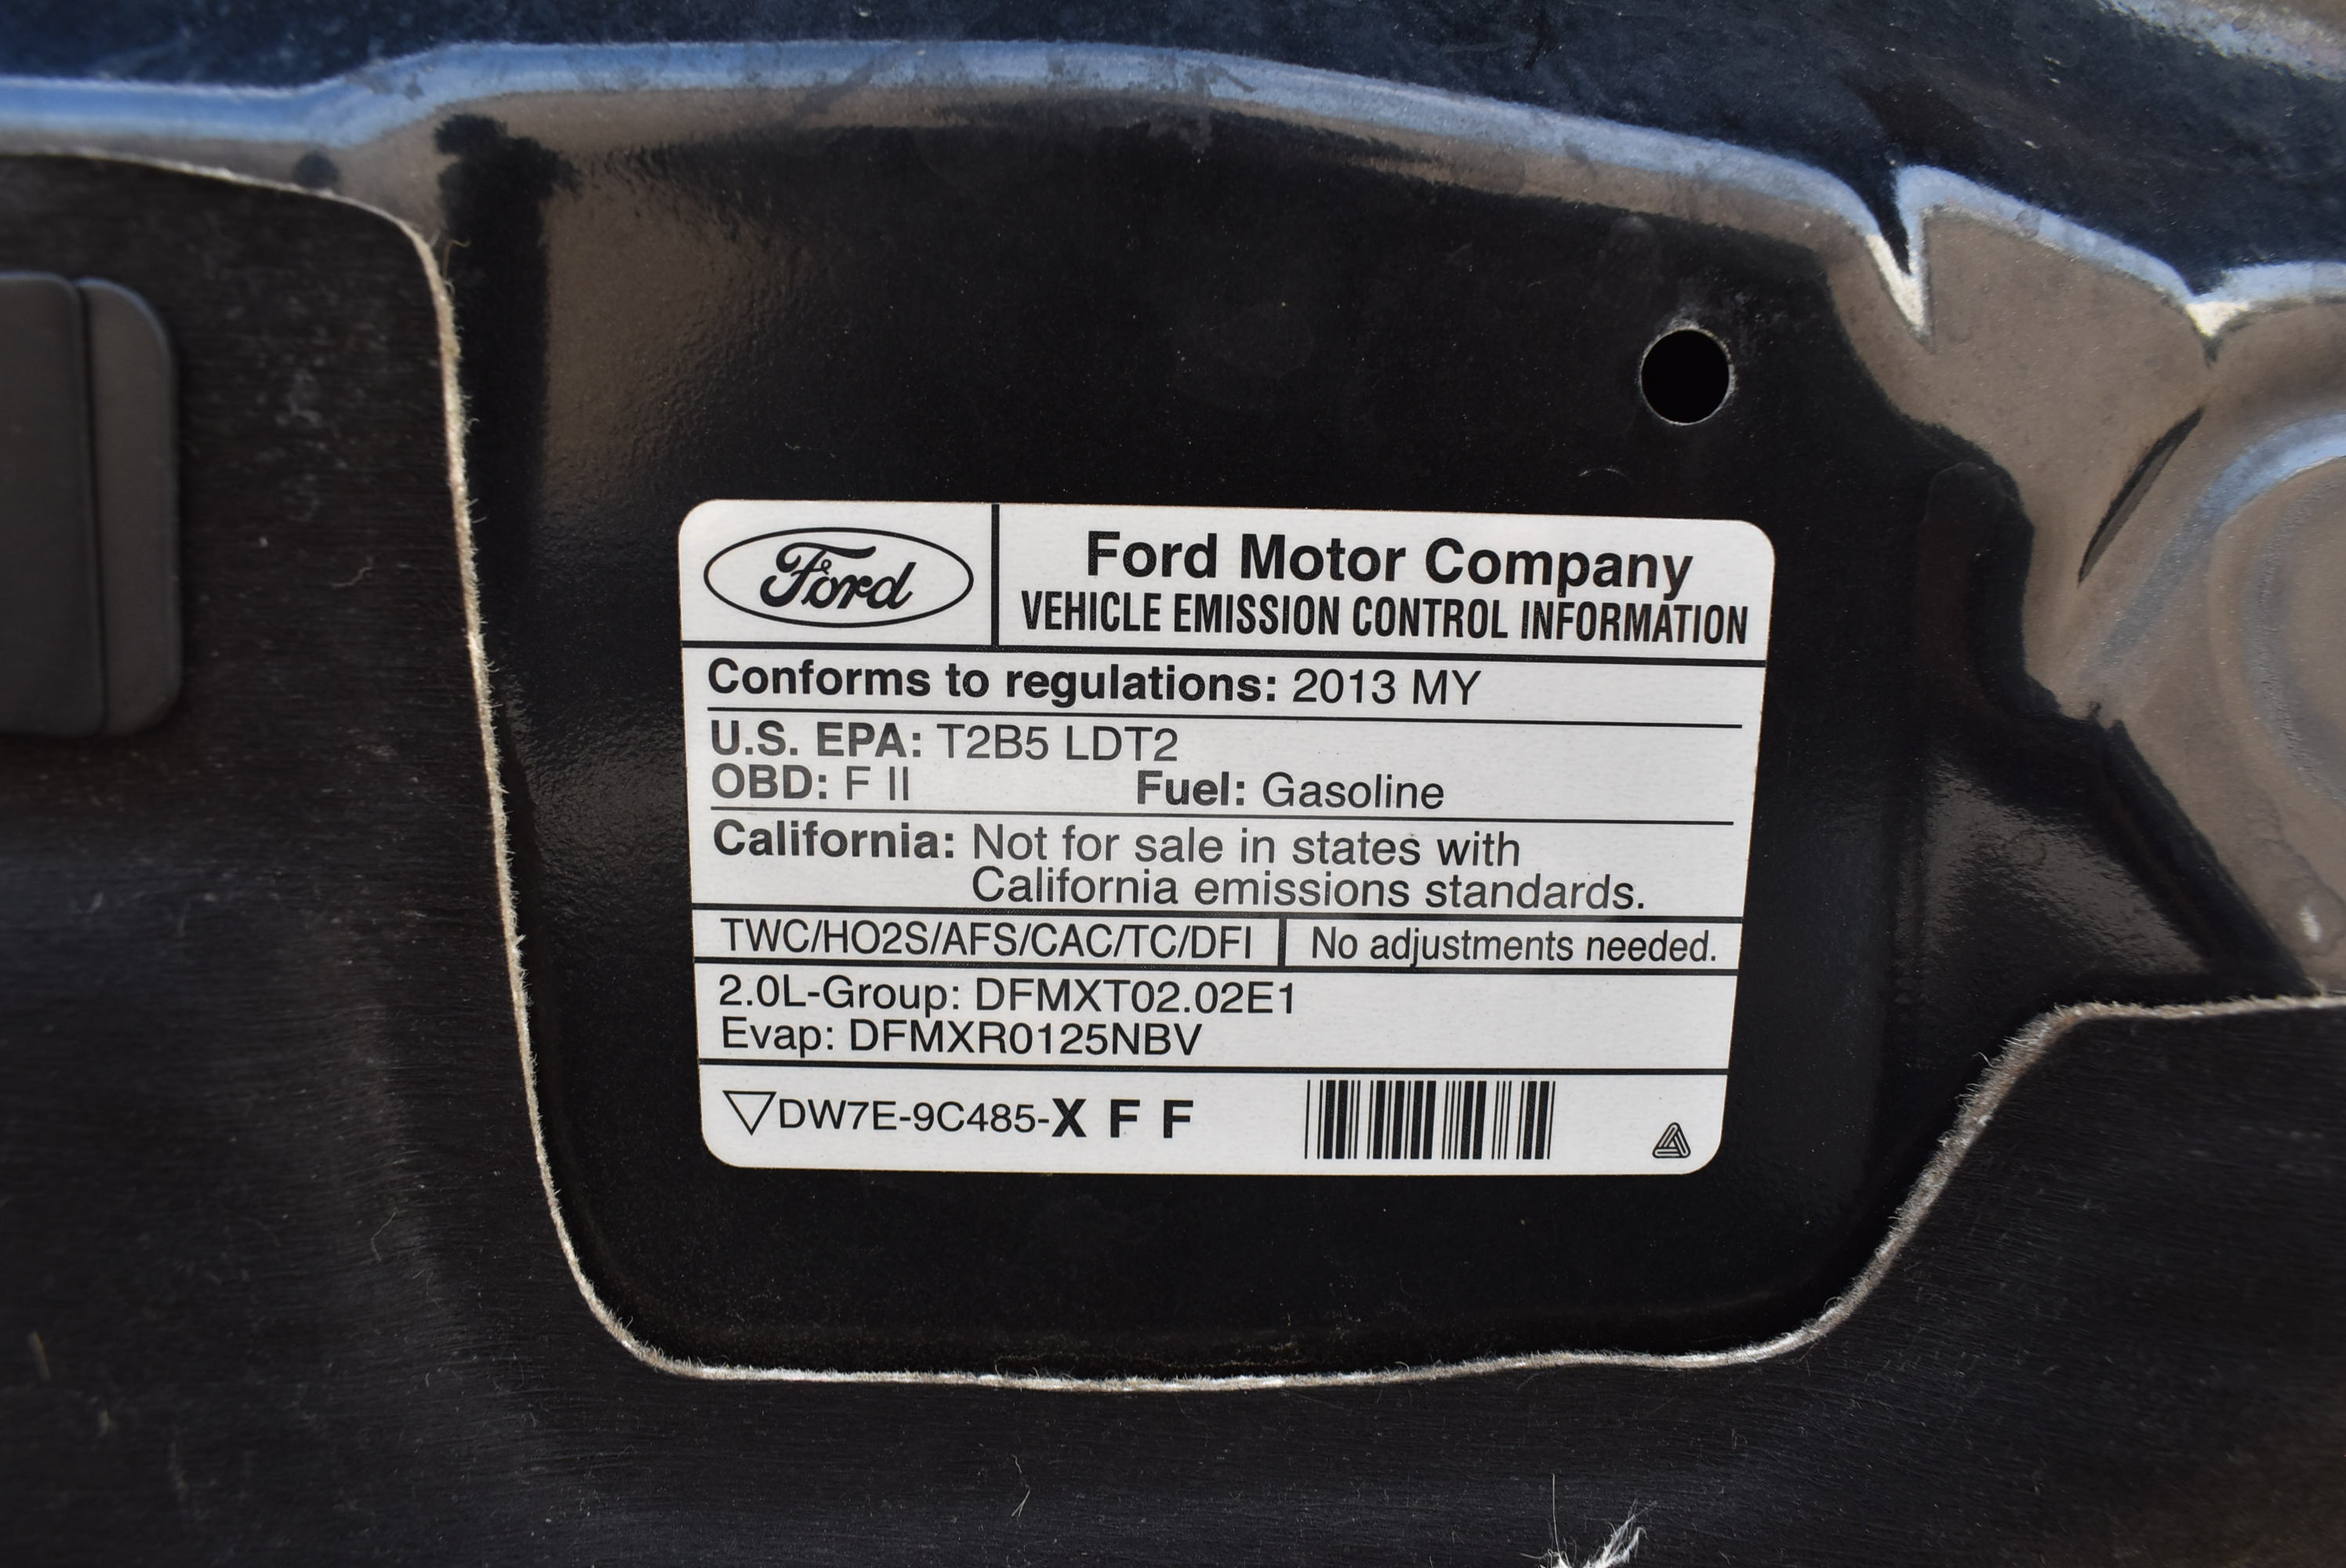 Ford
Ford Motor Company
VEHICLE EMISSION CONTROL INFORMATION
Conforms to regulations: 2013 MY
U.S. EPA: T2B5 LDT2
OBD: F II Fuel: Gasoline
California: Not for sale in states with
California emissions standards.
TWC/HO2S/AFS/CAC/TC/DFI No adjustments needed.
2.0L-Group: DFMXT02.02E1
Evap: DFMXR0125NBV
DW7E-9C485-X F F